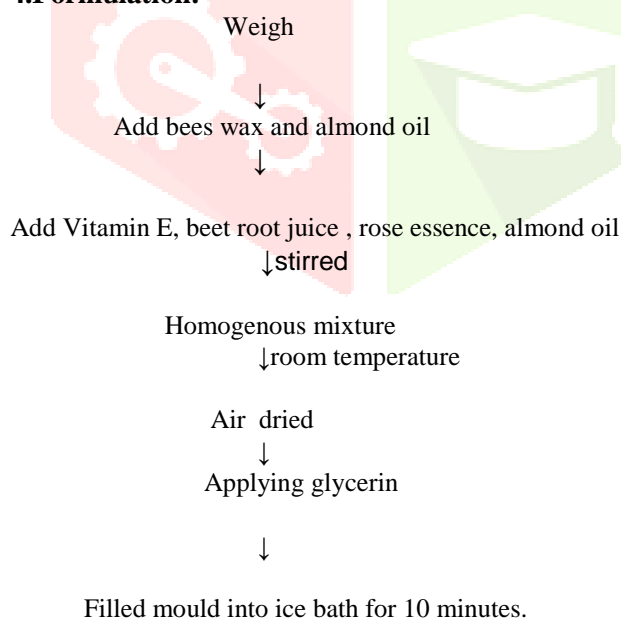 Weigh
↓
Add bees wax and almond oil
↓
Add Vitamin E, beet root juice , rose essence, almond oil
↓stirred
Homogenous mixture
↓room temperature
Air dried
↓
Applying glycerin
↓
Filled mould into ice bath for 10 minutes.